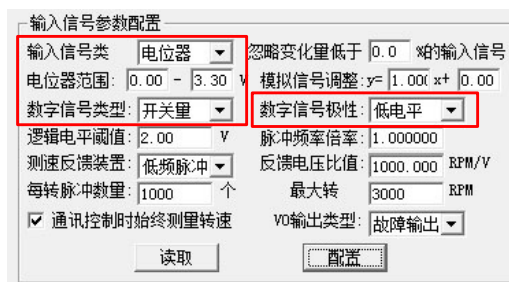 输入信号参数配置
输入信号类 电位器 忽略变化量低于 0.0 %的输入信号
电位器范围: 0.00 - 3.30 V 模拟信号调整:y= 1.00( x+ 0.00
数字信号类型: 开关量 数字信号极性: 低电平
逻辑电平阈值: 2.00 V 脉冲频率倍率: 1.000000
测速反馈装置: 低频脉冲 反馈电压比值: 1000.000 RPM/V
每转脉冲数量: 1000 个 最大转 3000 RPM
通讯控制时始终测量转速 VO输出类型: 故障输出
读取 配置